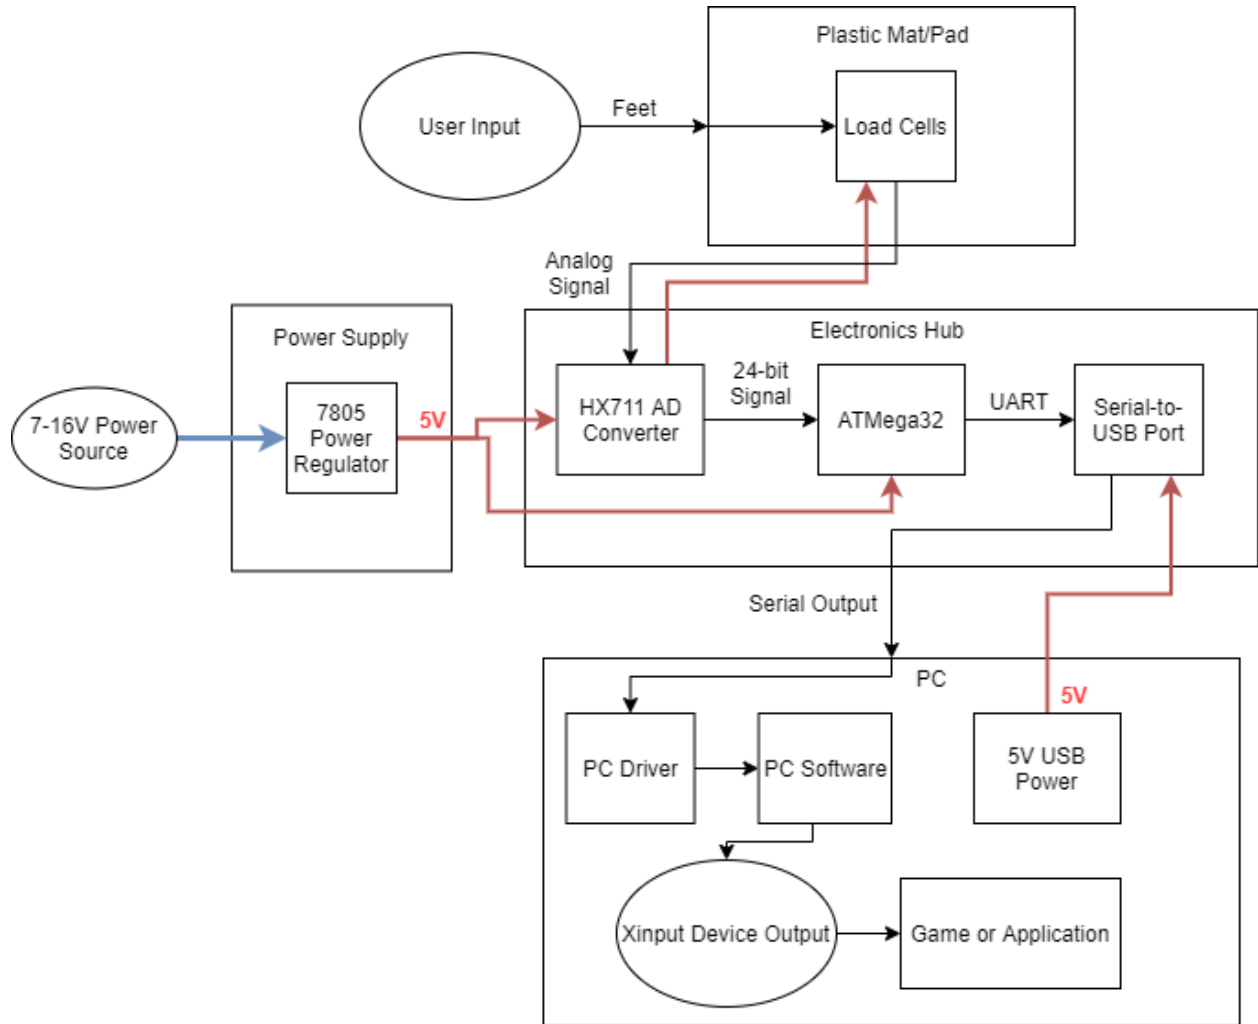 Plastic Mat/Pad
User Input
Feet
Load Cells
Analog
Signal
Power Supply
Electronics Hub
7-16V Power
Source
7805
Power
Regulator
5V
HX711 AD
Converter
24-bit
Signal
ATMega32
UART
Serial-to-
USB Port
Serial Output
PC
5V
PC Driver
PC Software
5V USB
Power
Xinput Device Output
Game or Application